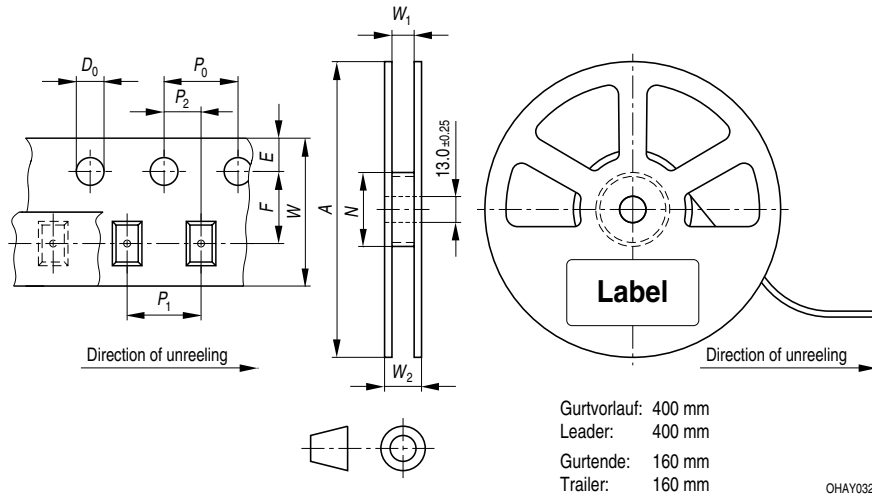 W1
D0
P0
P2
E
F
W
A
N
13.0 ±0.25
Label
P1
W2
Direction of unreeling
Direction of unreeling
Gurtvorlauf: 400 mm
Leader: 400 mm
Gurtende: 160 mm
Trailer: 160 mm